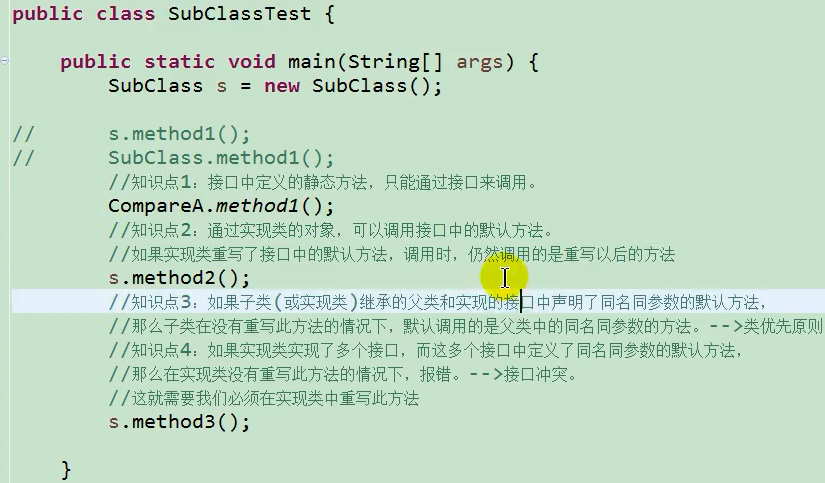 public class SubClassTest {
public static void main(String[] args) {
SubClass s = new SubClass();
// s.method1();
// SubClass.method1();
//知识点1：接口中定义的静态方法，只能通过接口来调用。
CompareA.method1();
//知识点2：通过实现类的对象，可以调用接口中的默认方法。
//如果实现类重写了接口中的默认方法，调用时，仍然调用的是重写以后的方法
s.method2();
//知识点3：如果子类(或实现类)继承的父类和实现的接口中声明了同名同参数的默认方法，
//那么子类在没有重写此方法的情况下，默认调用的是父类中的同名同参数的方法。-->类优先原则
//知识点4：如果实现类实现了多个接口，而这多个接口中定义了同名同参数的默认方法，
//那么在实现类没有重写此方法的情况下，报错。-->接口冲突。
//这就需要我们必须在实现类中重写此方法
s.method3();
}